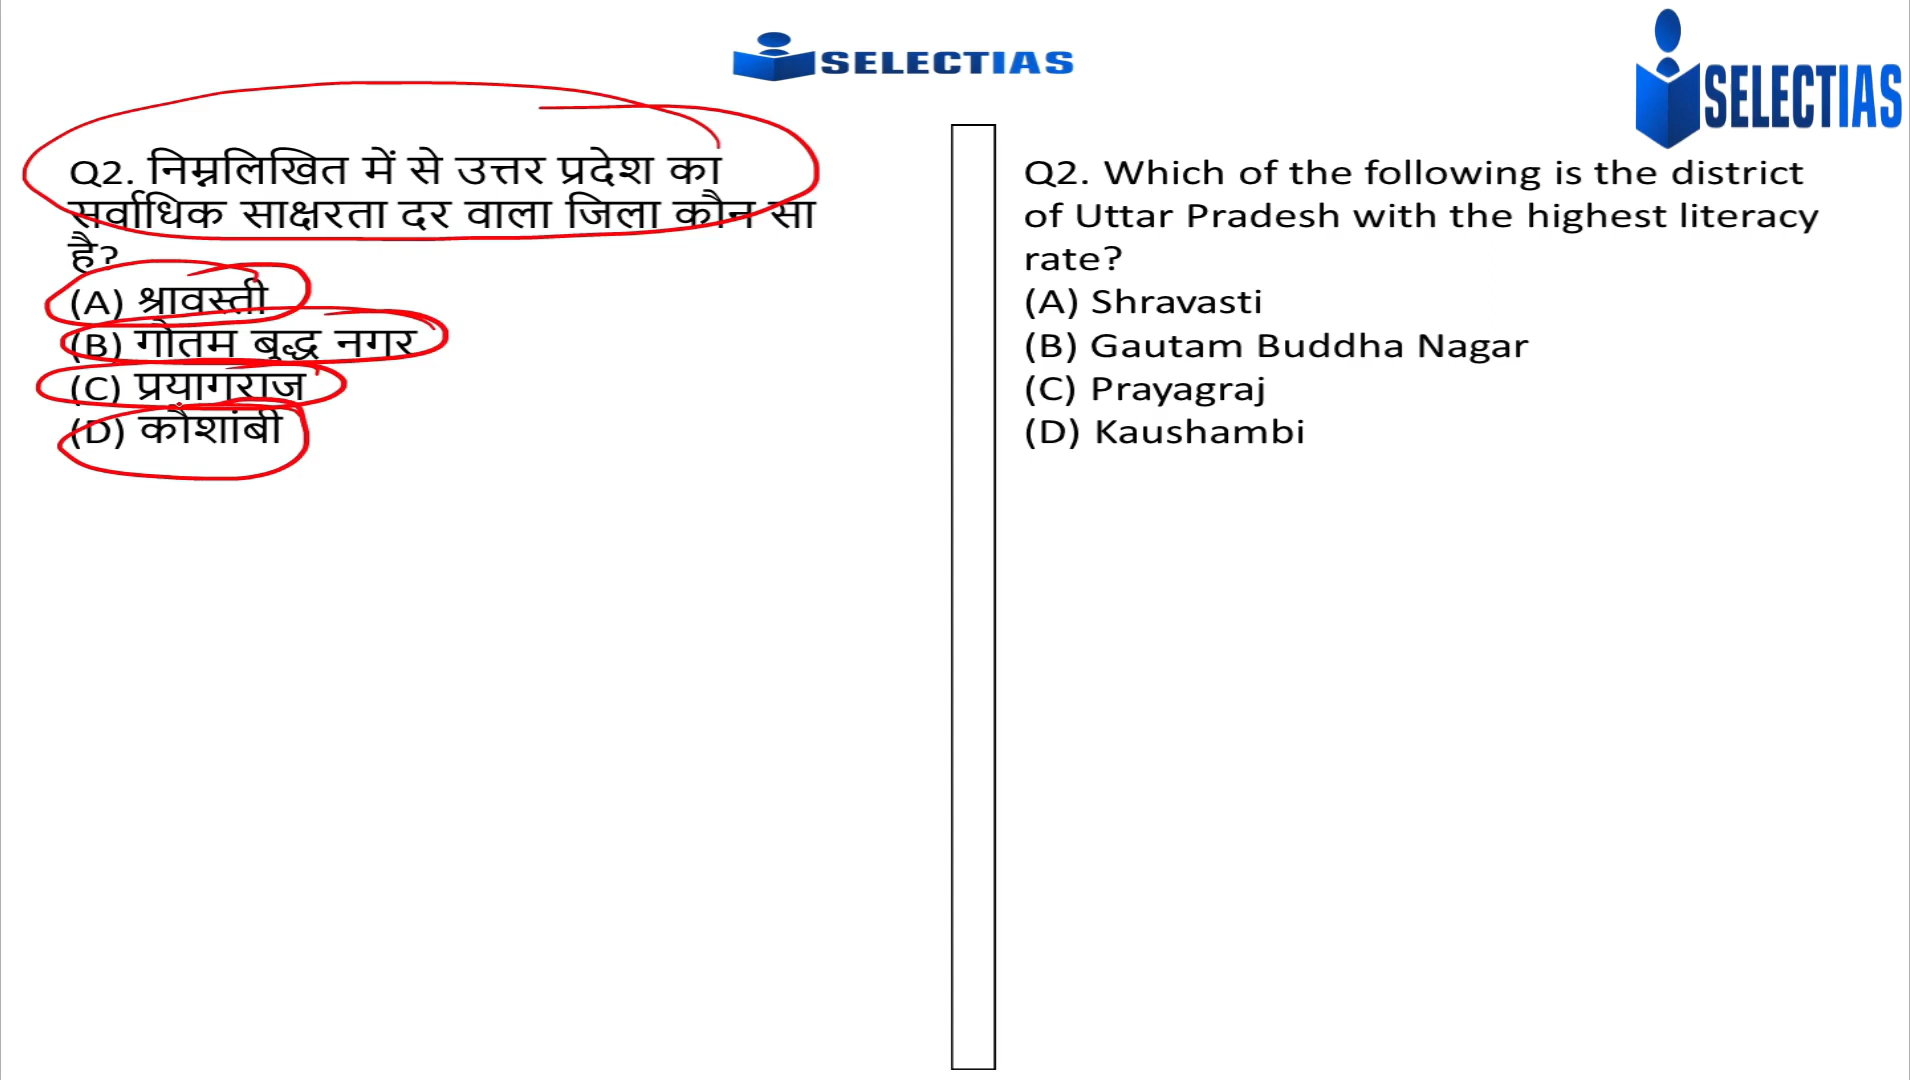 SELECTIAS
SELECTIAS
Q2. निम्नलिखित में से उत्तर प्रदेश का
सर्वाधिक साक्षरता दर वाला जिला कौन सा
है?
(A) श्रावस्ती
(B) गौतम बुद्ध नगर
(C) प्रयागराज
(D) कौशांबी
Q2. Which of the following is the district
of Uttar Pradesh with the highest literacy
rate?
(A) Shravasti
(B) Gautam Buddha Nagar
(C) Prayagraj
(D) Kaushambi